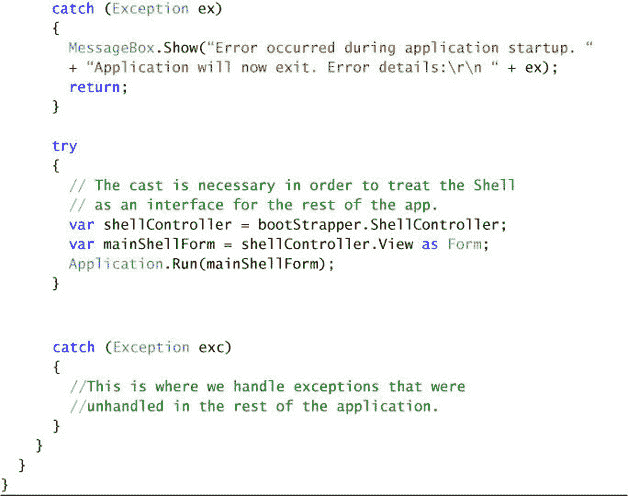 catch (Exception ex)
{
MessageBox.Show(“Error occurred during application startup. “
+ “Application will now exit. Error details:\r\n “ + ex);
return;
}
try
{
// The cast is necessary in order to treat the Shell
// as an interface for the rest of the app.
var shellController = bootStrapper.ShellController;
var mainShellForm = shellController.View as Form;
Application.Run(mainShellForm);
}
catch (Exception exc)
{
//This is where we handle exceptions that were
//unhandled in the rest of the application.
}
}
}
}